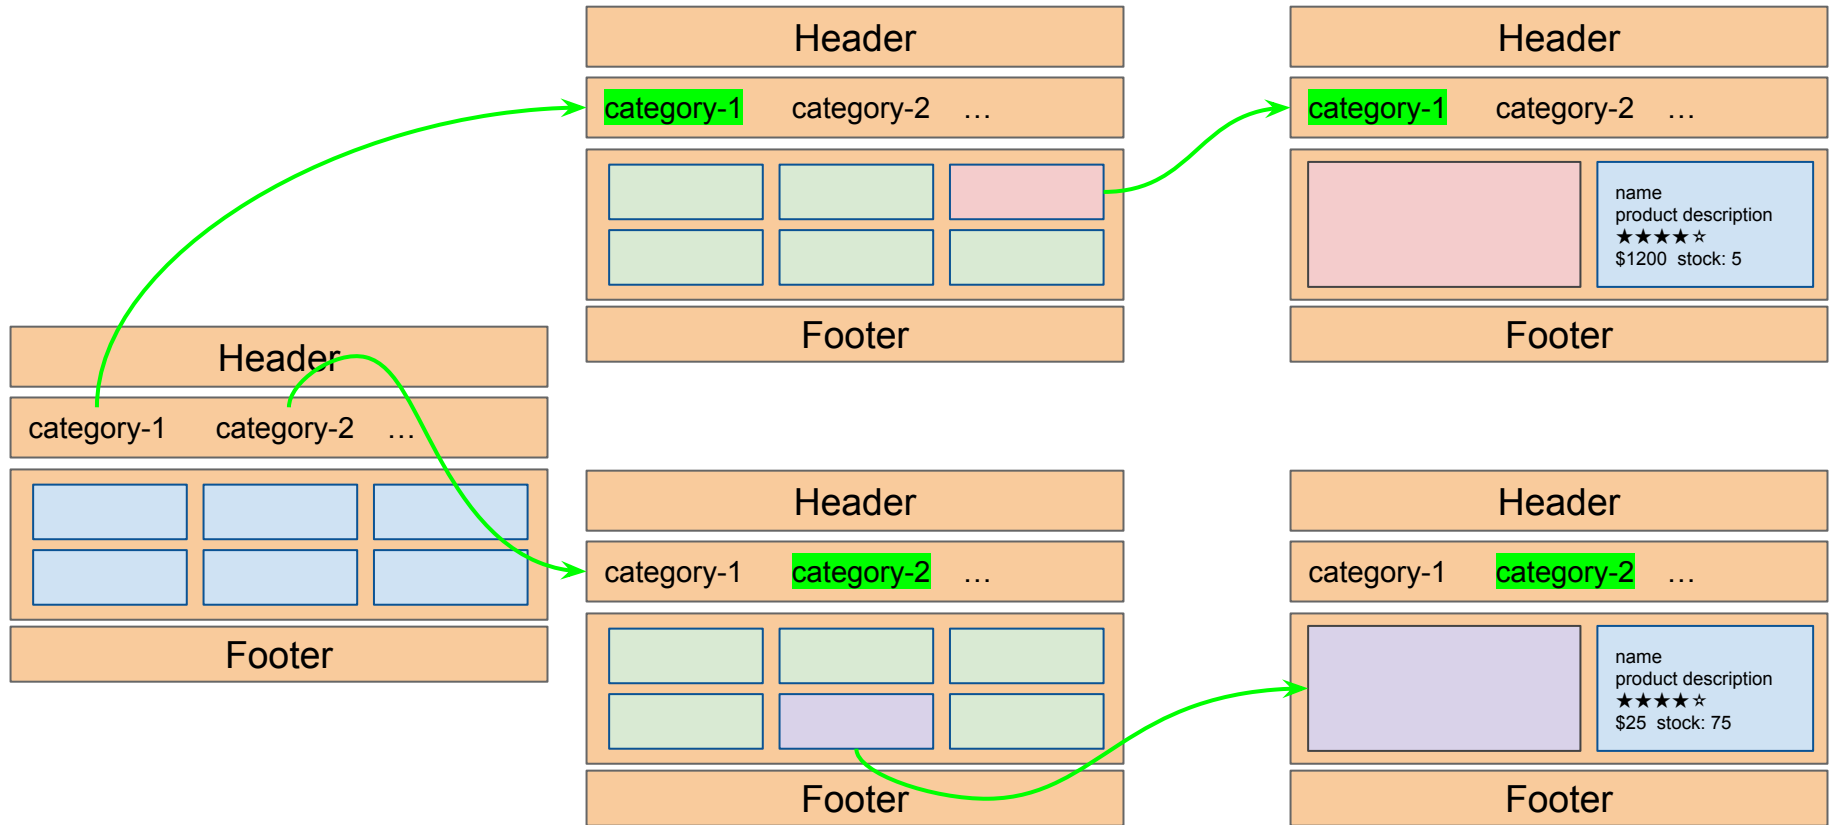 Header
category-1 category-2 …
Footer
Header
category-1 category-2 …
Footer
Header
category-1 category-2 …
name
product description
★★★★☆
$1200 stock: 5
Footer
Header
category-1 category-2 …
Footer
Header
category-1 category-2 …
name
product description
★★★★☆
$25 stock: 75
Footer